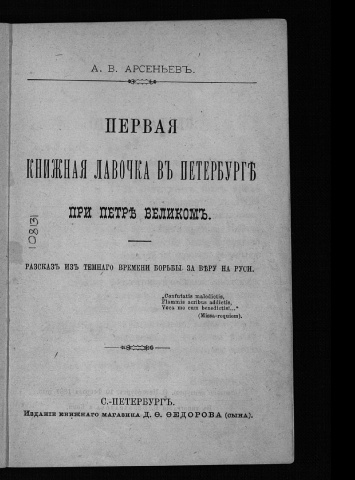 А. В. АРСЕНЬЕВЪ.
ПЕРВАЯ
КНИЖНАЯ ЛАВОЧКА ВЪ ПЕТЕРБУРГѢ
ПРИ ПЕТРѢ ВЕЛИКОМЪ.
10831
РАЗСКАЗЪ ИЗЪ ТЕМНАГО ВРЕМЕНИ БОРЬБЫ ЗА ВѢРУ НА РУСИ.
„Confutatis maledictis,
Flammis acribus addictis,
Voca me cum benedictis..."
(Missa-requiem).
С.-ПЕТЕРБУРГЪ.
ИЗДАНІЕ КНИЖНАГО МАГАЗИНА Д. Ѳ. ѲЕДОРОВА (СЫНА).